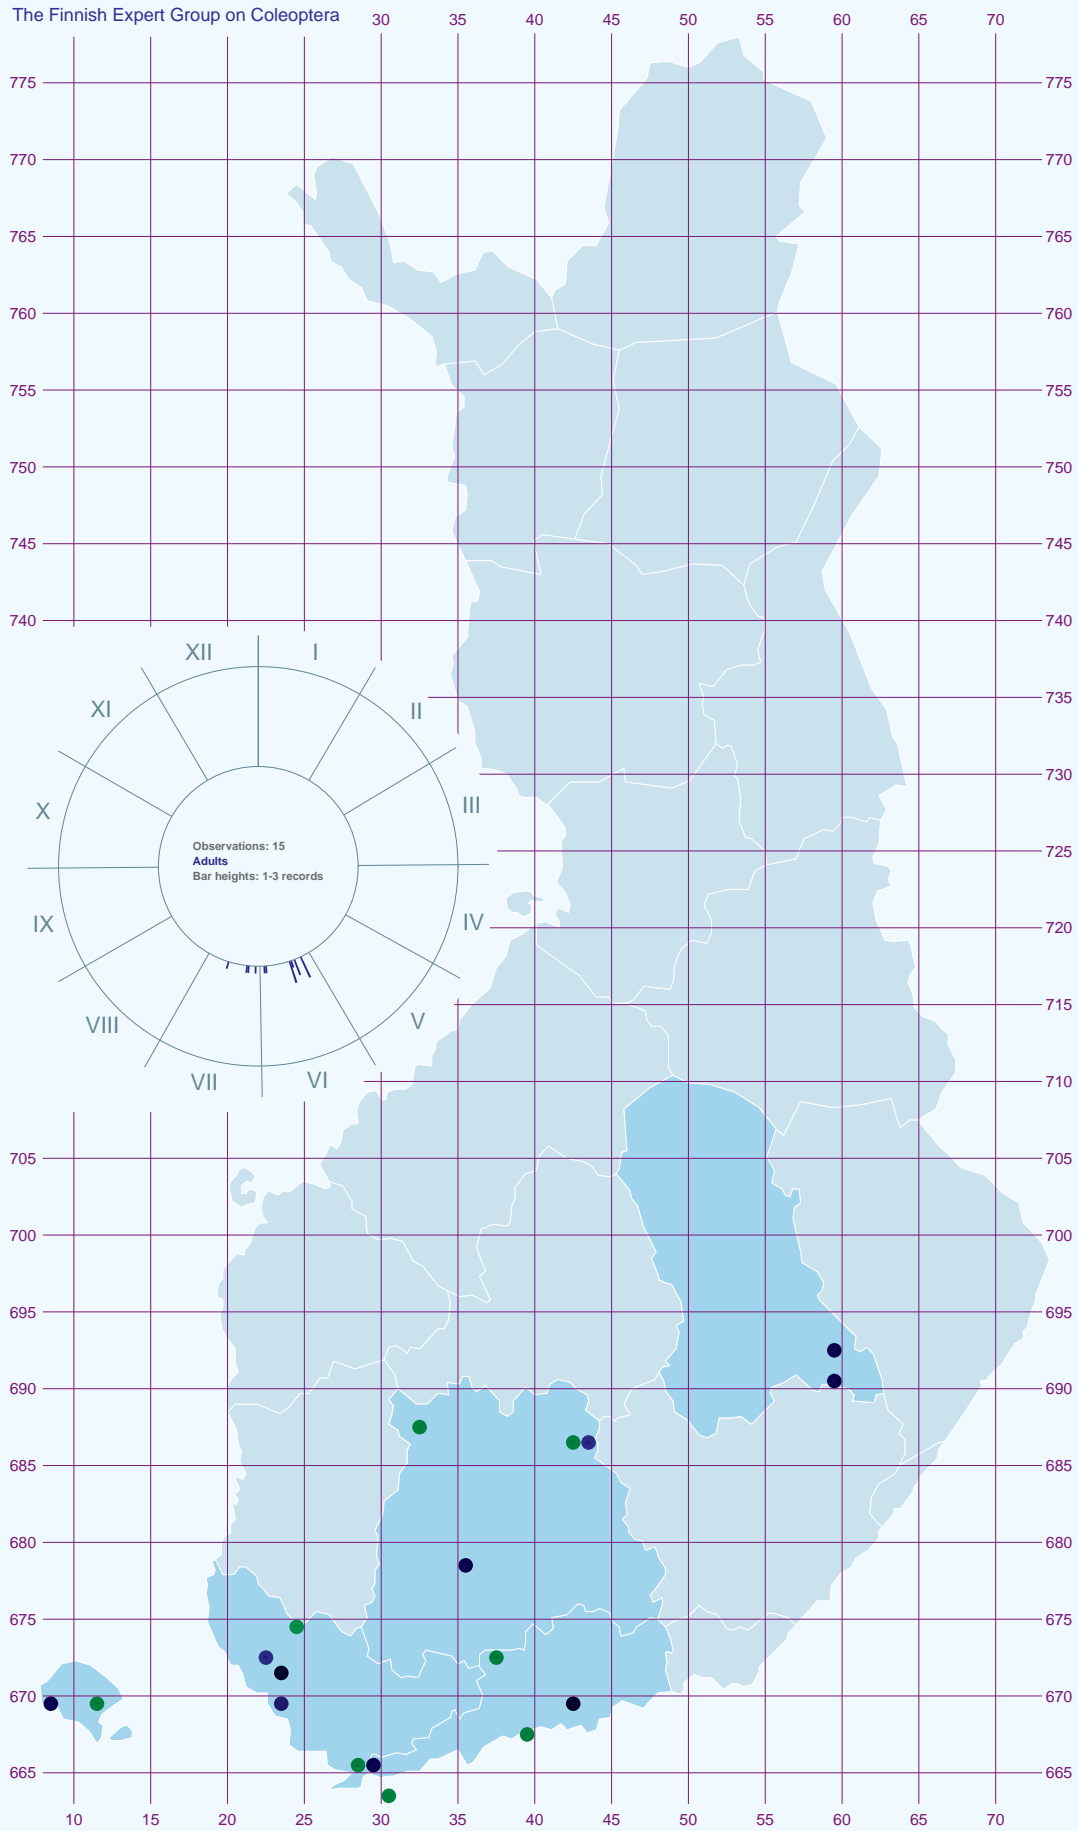 The Finnish Expert Group on Coleoptera
30 35 40 45 50 55 60 65 70
775 775
770 770
765 765
760 760
755 755
750 750
745 745
740 740
XII I
XI II
735
730
X III
Observations: 15
Adults
Bar heights: 1-3 records
725
IX IV
720
715
VIII V
VII VI
710
705 705
700 700
695 695
690 690
685 685
680 680
675 675
670 670
665 665
10 15 20 25 30 35 40 45 50 55 60 65 70